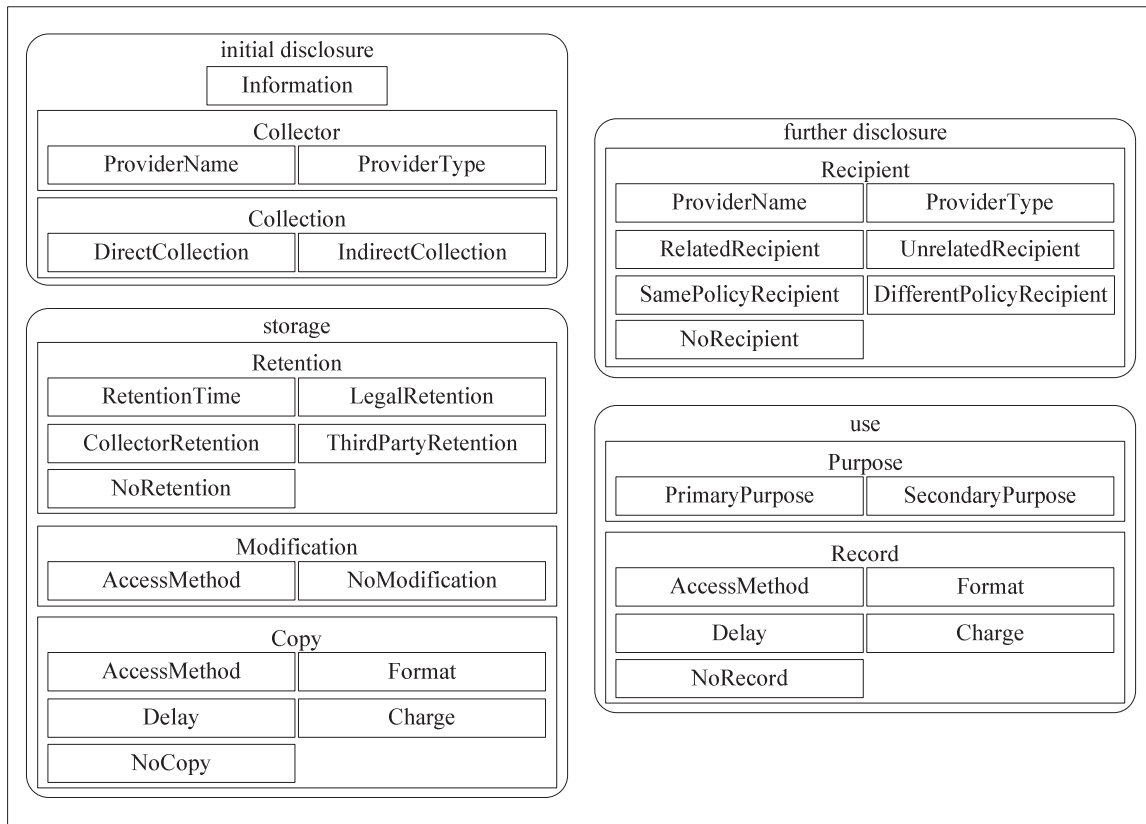 initial disclosure
Information
Collector
ProviderName ProviderType
Collection
DirectCollection IndirectCollection
storage
Retention
RetentionTime LegalRetention
CollectorRetention ThirdPartyRetention
NoRetention
Modification
AccessMethod NoModification
Copy
AccessMethod Format
Delay Charge
NoCopy
further disclosure
Recipient
ProviderName ProviderType
RelatedRecipient UnrelatedRecipient
SamePolicyRecipient DifferentPolicyRecipient
NoRecipient
use
Purpose
PrimaryPurpose SecondaryPurpose
Record
AccessMethod Format
Delay Charge
NoRecord